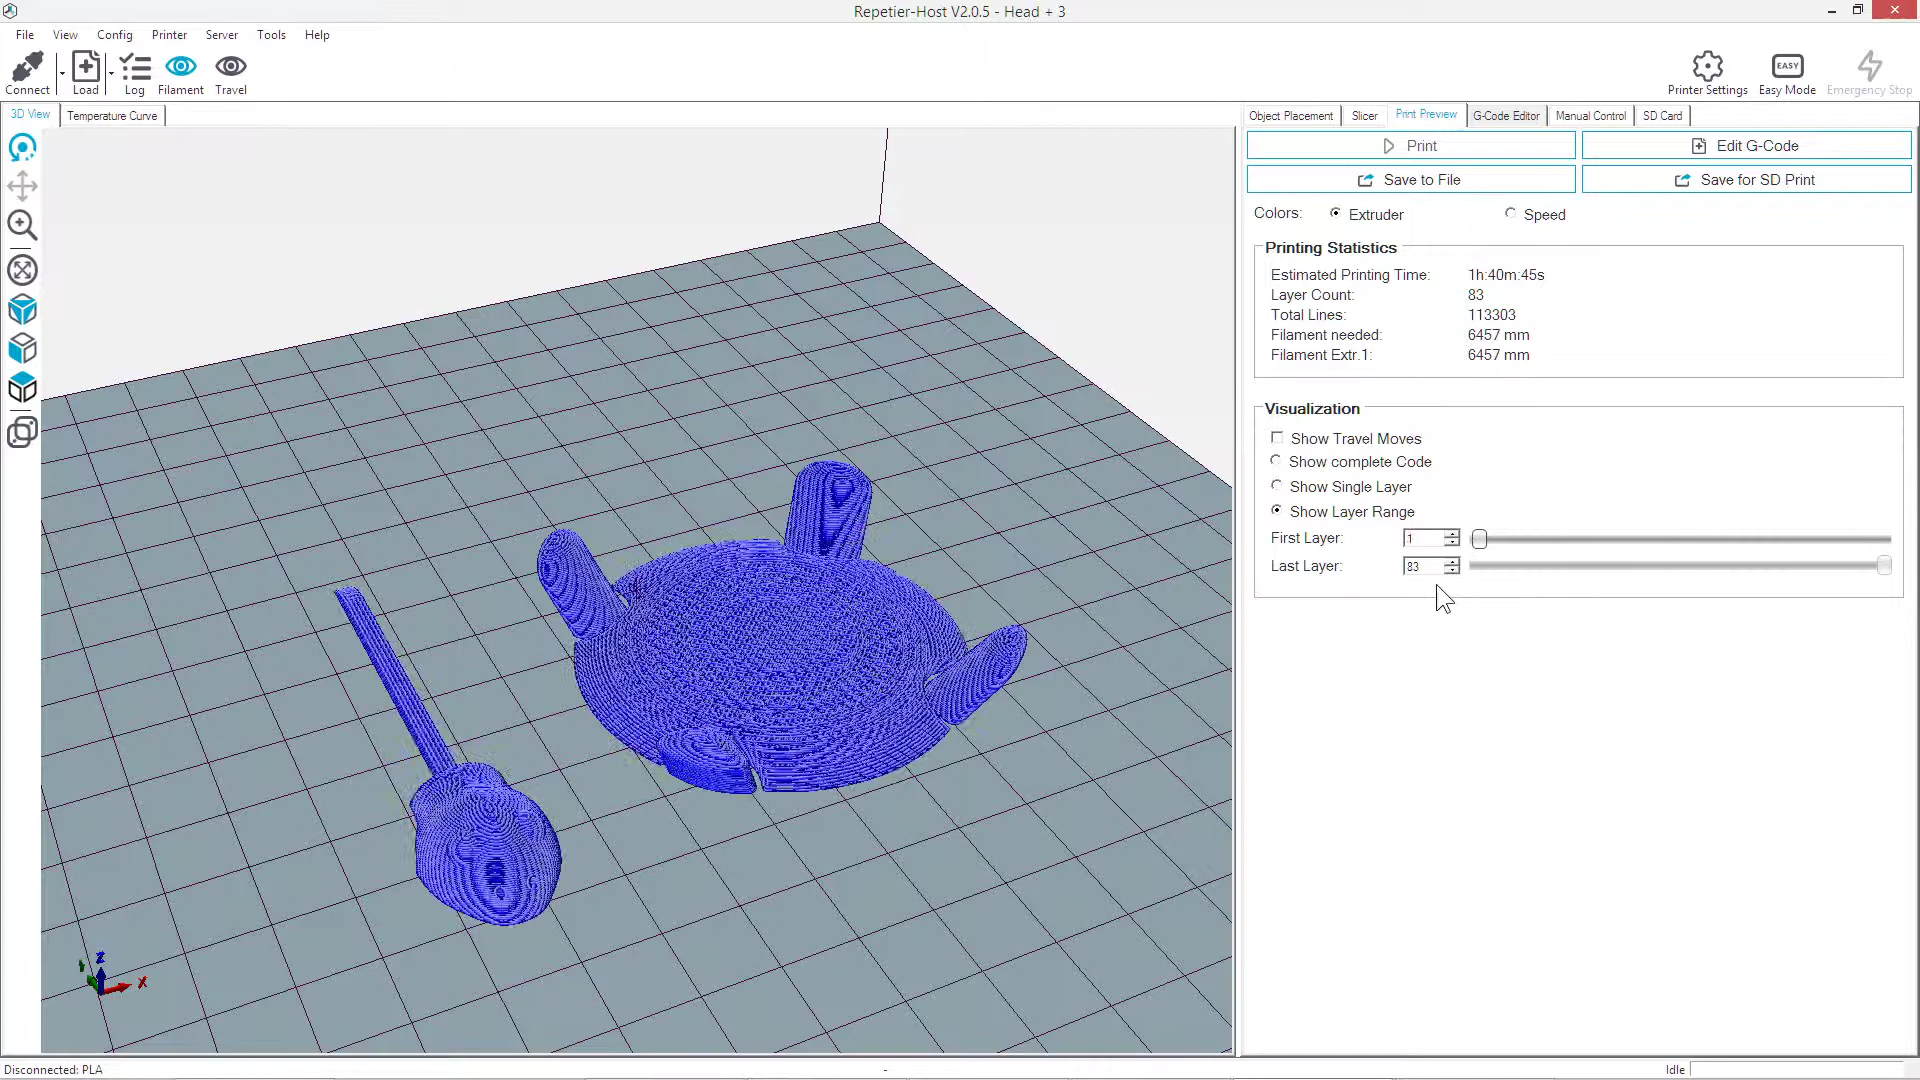 Repetier-Host V2.0.5 - Head + 3
File View Config Printer Server Tools Help
Connect Load Log Filament Travel
EASY
Printer Settings Easy Mode Emergency Stop
3D View Temperature Curve
Object Placement Slicer Print Preview G-Code Editor Manual Control SD Card
Print Edit G-Code
Save to File Save for SD Print
Colors: Extruder Speed
Printing Statistics
Estimated Printing Time: 1h:40m:45s
Layer Count: 83
Total Lines: 113303
Filament needed: 6457 mm
Filament Extr.1: 6457 mm
Visualization
Show Travel Moves
Show complete Code
Show Single Layer
Show Layer Range
First Layer: 1
Last Layer: 83
Z
X
Disconnected: PLA - Idle